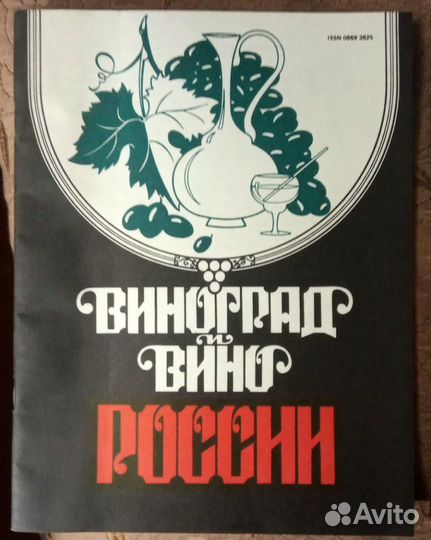 ISSN 0869 3625
ВИНОГРАД
И
ВИНО
РОССИИ
Avito